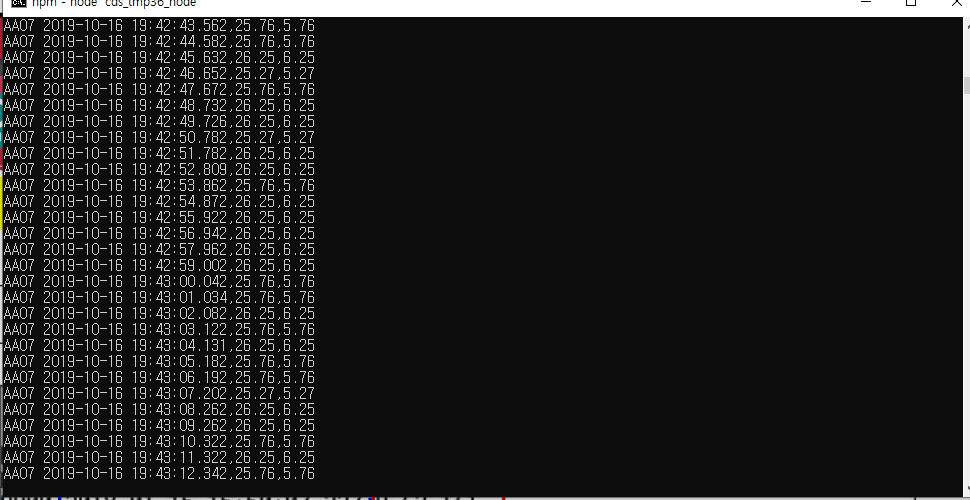 npm - node cds_tmp36_node
AA07 2019-10-16 19:42:43.562,25.76,5.76
AA07 2019-10-16 19:42:44.582,25.76,5.76
AA07 2019-10-16 19:42:45.632,26.25,6.25
AA07 2019-10-16 19:42:46.652,25.27,5.27
AA07 2019-10-16 19:42:47.672,25.76,5.76
AA07 2019-10-16 19:42:48.732,26.25,6.25
AA07 2019-10-16 19:42:49.726,26.25,6.25
AA07 2019-10-16 19:42:50.782,25.27,5.27
AA07 2019-10-16 19:42:51.782,26.25,6.25
AA07 2019-10-16 19:42:52.809,26.25,6.25
AA07 2019-10-16 19:42:53.862,25.76,5.76
AA07 2019-10-16 19:42:54.872,26.25,6.25
AA07 2019-10-16 19:42:55.922,26.25,6.25
AA07 2019-10-16 19:42:56.942,26.25,6.25
AA07 2019-10-16 19:42:57.962,26.25,6.25
AA07 2019-10-16 19:42:59.002,26.25,6.25
AA07 2019-10-16 19:43:00.042,25.76,5.76
AA07 2019-10-16 19:43:01.034,25.76,5.76
AA07 2019-10-16 19:43:02.082,26.25,6.25
AA07 2019-10-16 19:43:03.122,25.76,5.76
AA07 2019-10-16 19:43:04.131,26.25,6.25
AA07 2019-10-16 19:43:05.182,25.76,5.76
AA07 2019-10-16 19:43:06.192,25.76,5.76
AA07 2019-10-16 19:43:07.202,25.27,5.27
AA07 2019-10-16 19:43:08.262,26.25,6.25
AA07 2019-10-16 19:43:09.262,26.25,6.25
AA07 2019-10-16 19:43:10.322,25.76,5.76
AA07 2019-10-16 19:43:11.322,26.25,6.25
AA07 2019-10-16 19:43:12.342,25.76,5.76